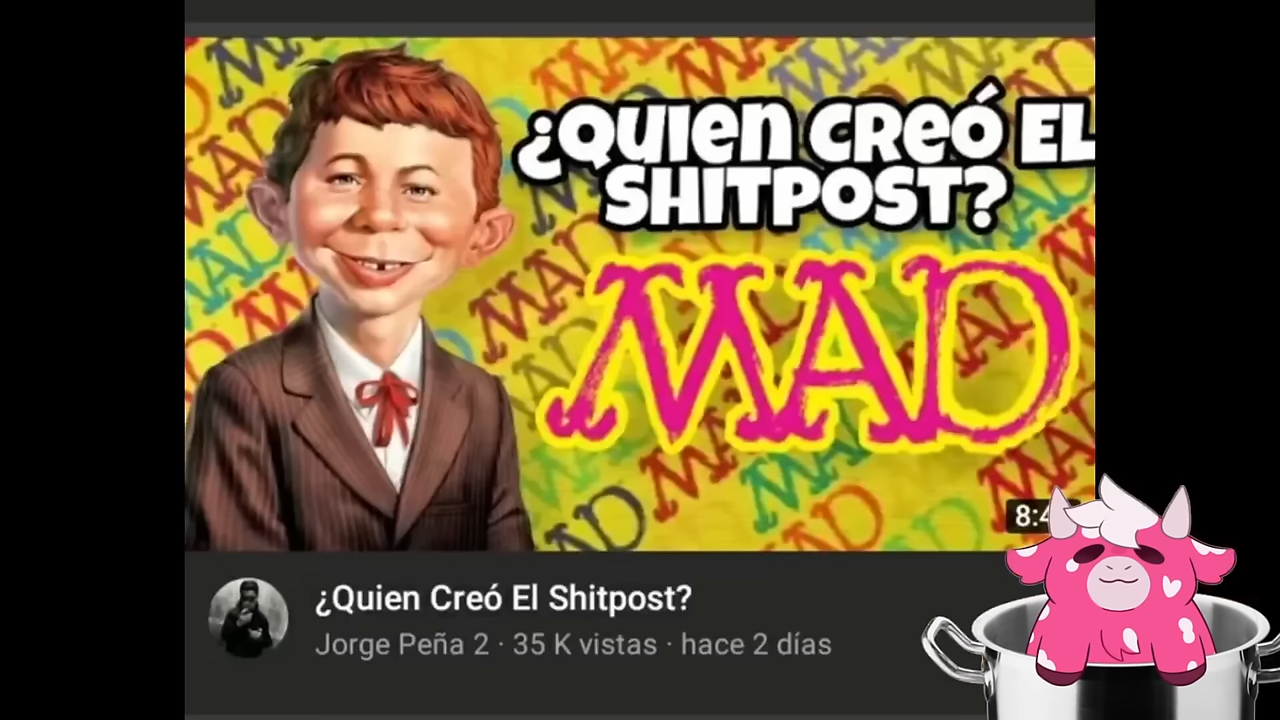 ¿Quien creó el
shitpost?
MAD
¿Quien Creó El Shitpost?
Jorge Peña 2 · 35 K vistas · hace 2 días